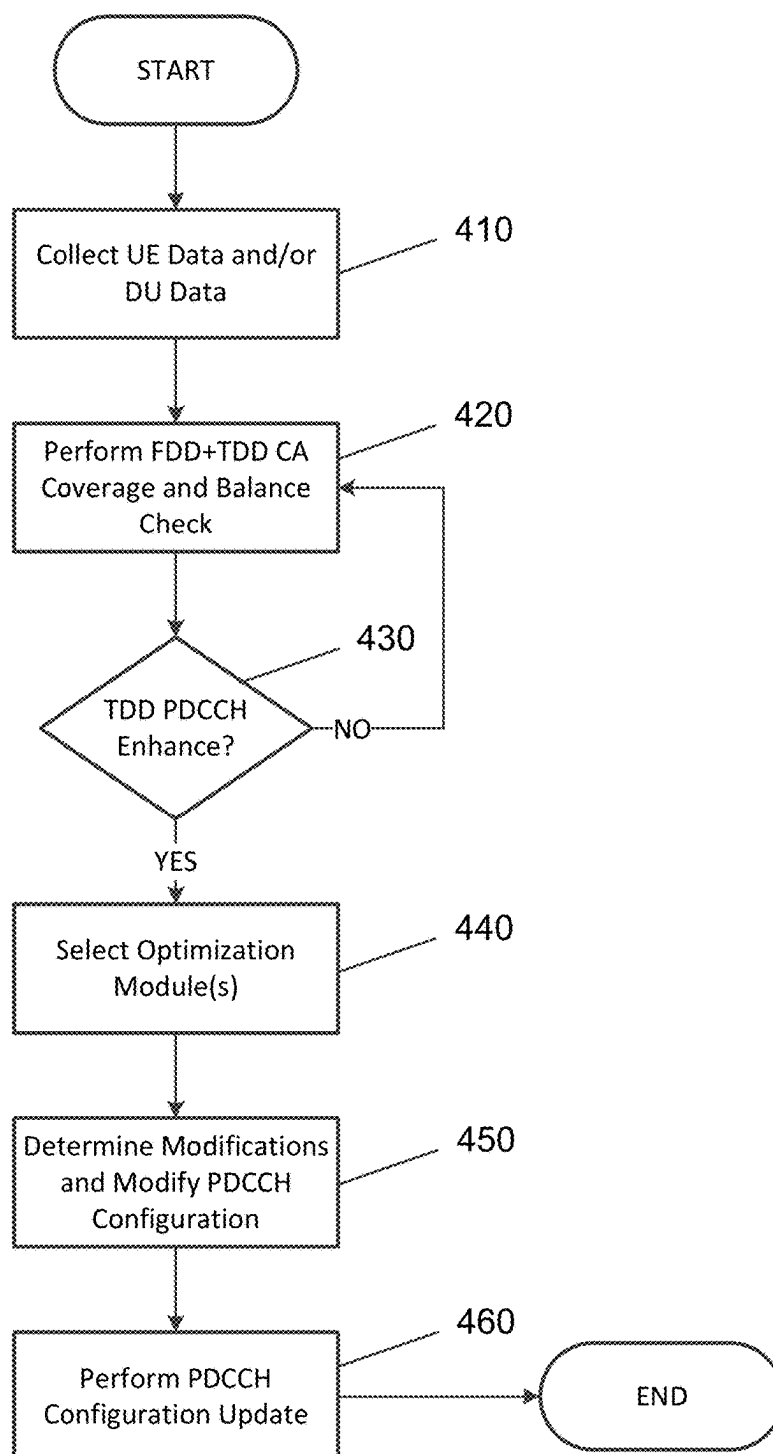 START
410
Collect UE Data and/or
DU Data
420
Perform FDD+TDD CA
Coverage and Balance
Check
430
TDD PDCCH
Enhance?
NO
YES
440
Select Optimization
Module(s)
450
Determine Modifications
and Modify PDCCH
Configuration
460
Perform PDCCH
Configuration Update
END